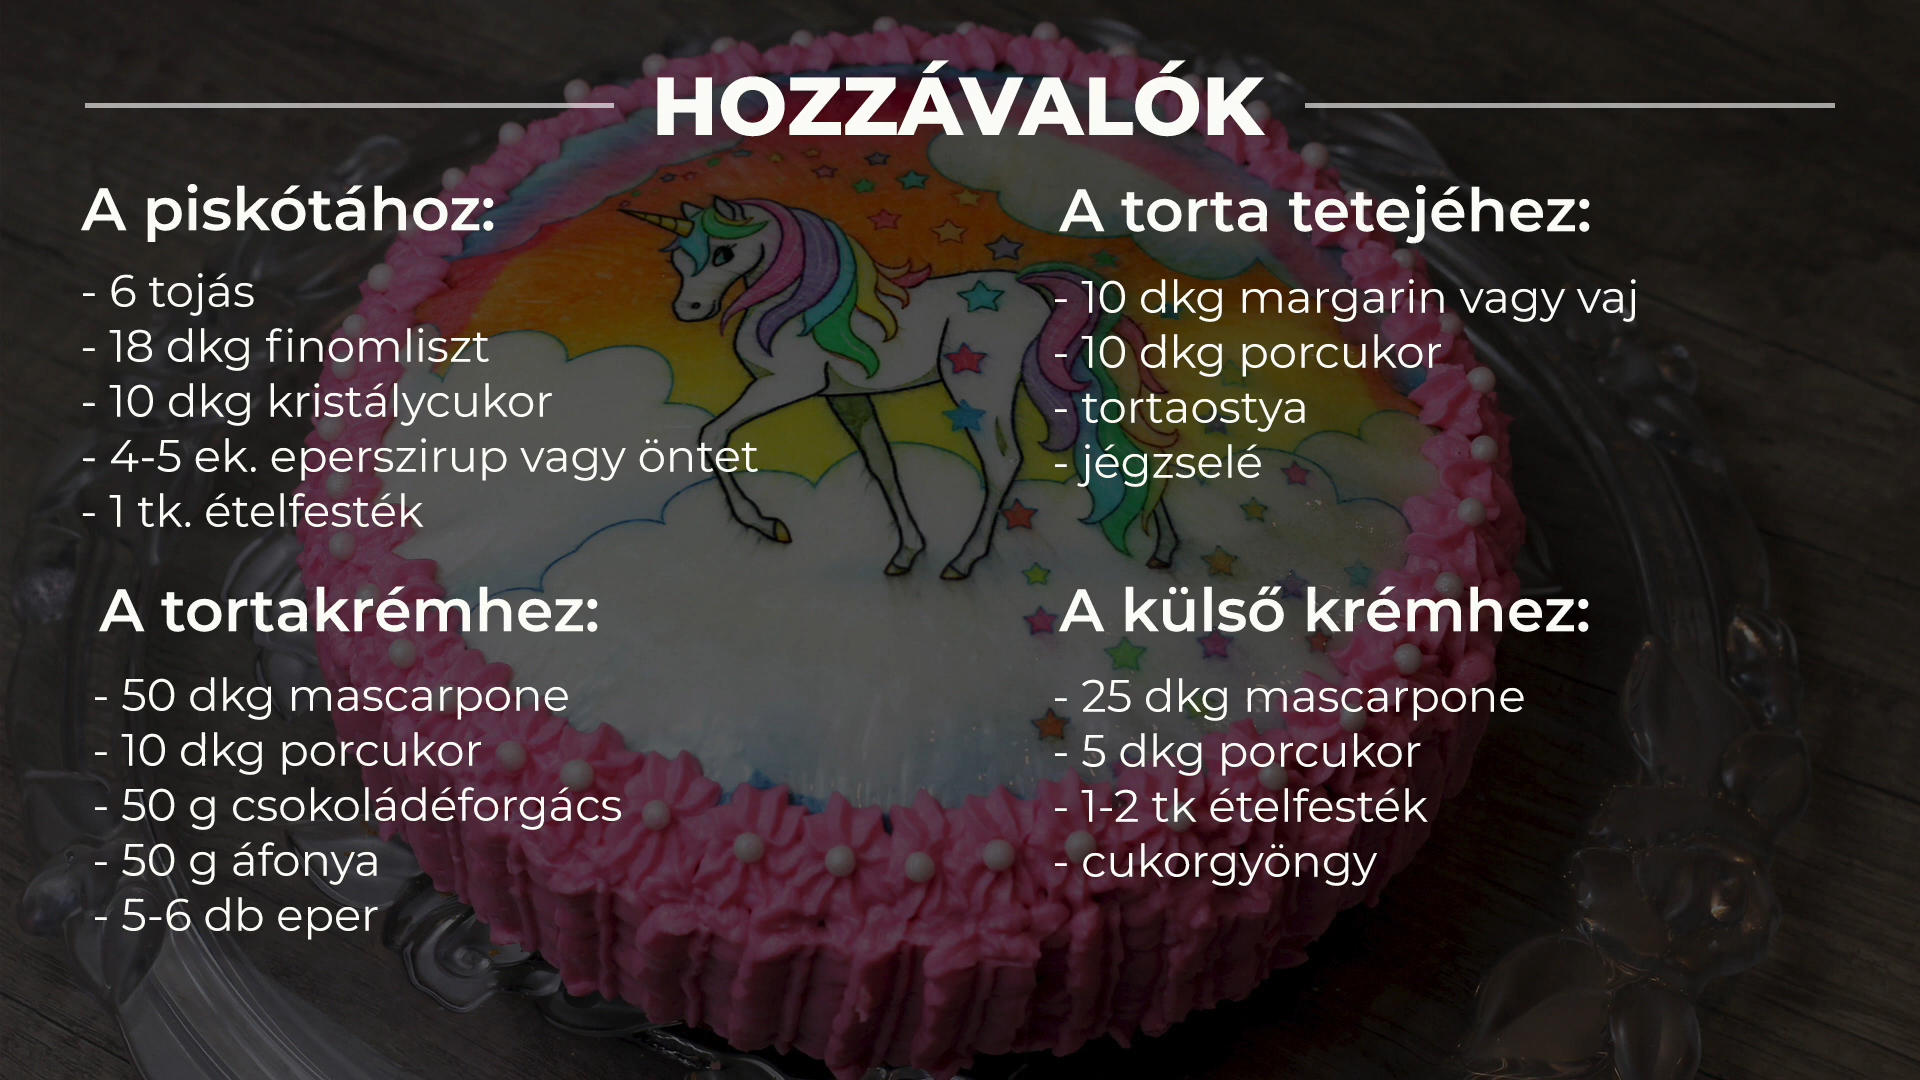 HOZZÁVALÓK
A piskótához:
- 6 tojás
- 18 dkg finomliszt
- 10 dkg kristálycukor
- 4-5 ek. eperszirup vagy öntet
- 1 tk. ételfesték
A tortakrémhez:
- 50 dkg mascarpone
- 10 dkg porcukor
- 50 g csokoládéforgács
- 50 g áfonya
- 5-6 db eper
A torta tetejéhez:
- 10 dkg margarin vagy vaj
- 10 dkg porcukor
- tortaostya
- jégzselé
A külső krémhez:
- 25 dkg mascarpone
- 5 dkg porcukor
- 1-2 tk ételfesték
- cukorgyöngy